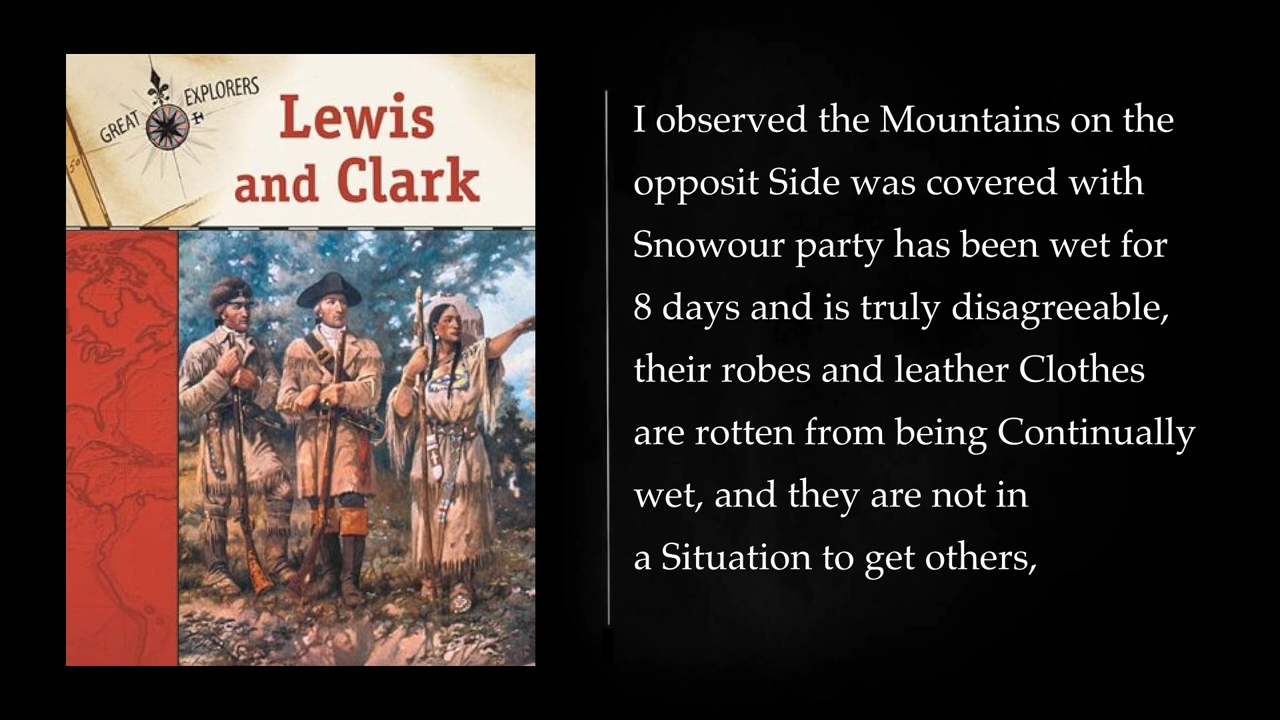 GREAT EXPLORERS
Lewis
and Clark
50
I observed the Mountains on the
opposit Side was covered with
Snowour party has been wet for
8 days and is truly disagreeable,
their robes and leather Clothes
are rotten from being Continually
wet, and they are not in
a Situation to get others,